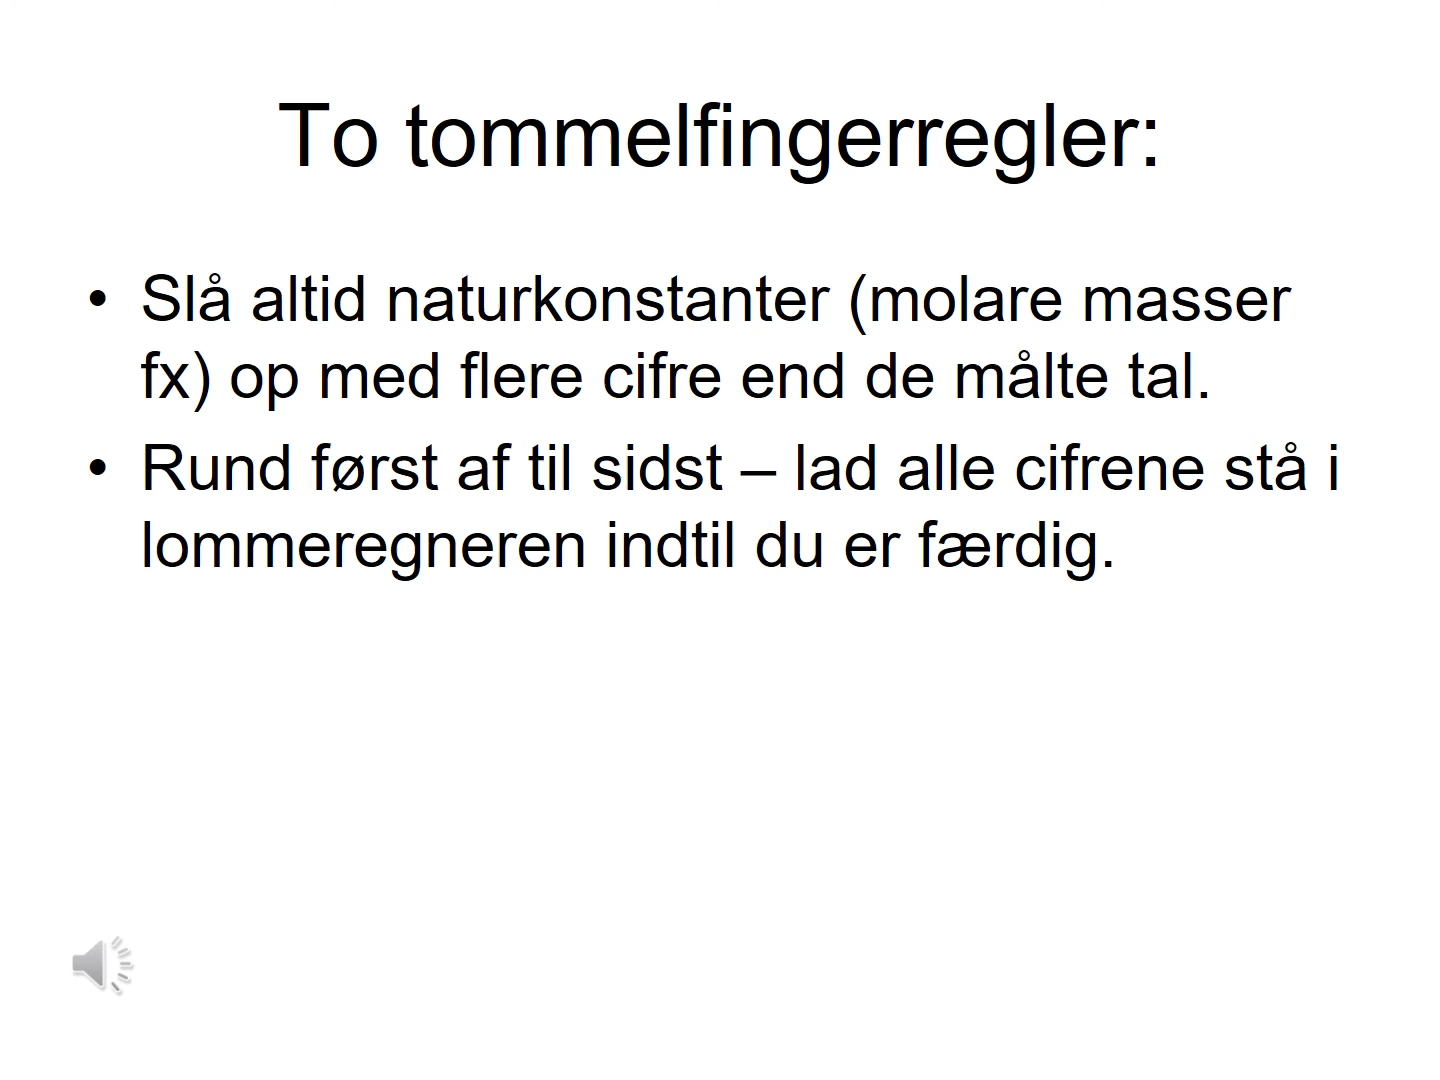 To tommelfingerregler:
• Slå altid naturkonstanter (molare masser
fx) op med flere cifre end de målte tal.
• Rund først af til sidst – lad alle cifrene stå i
lommeregneren indtil du er færdig.